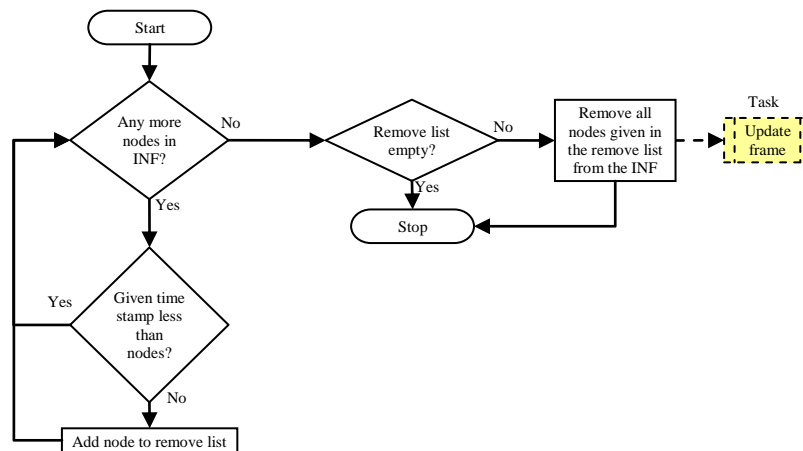 Start
Any more
nodes in
INF?
No
Yes
Remove list
empty?
No
Yes
Remove all
nodes given in
the remove list
from the INF
Task
Update
frame
Stop
Given time
stamp less
than
nodes?
Yes
No
Add node to remove list